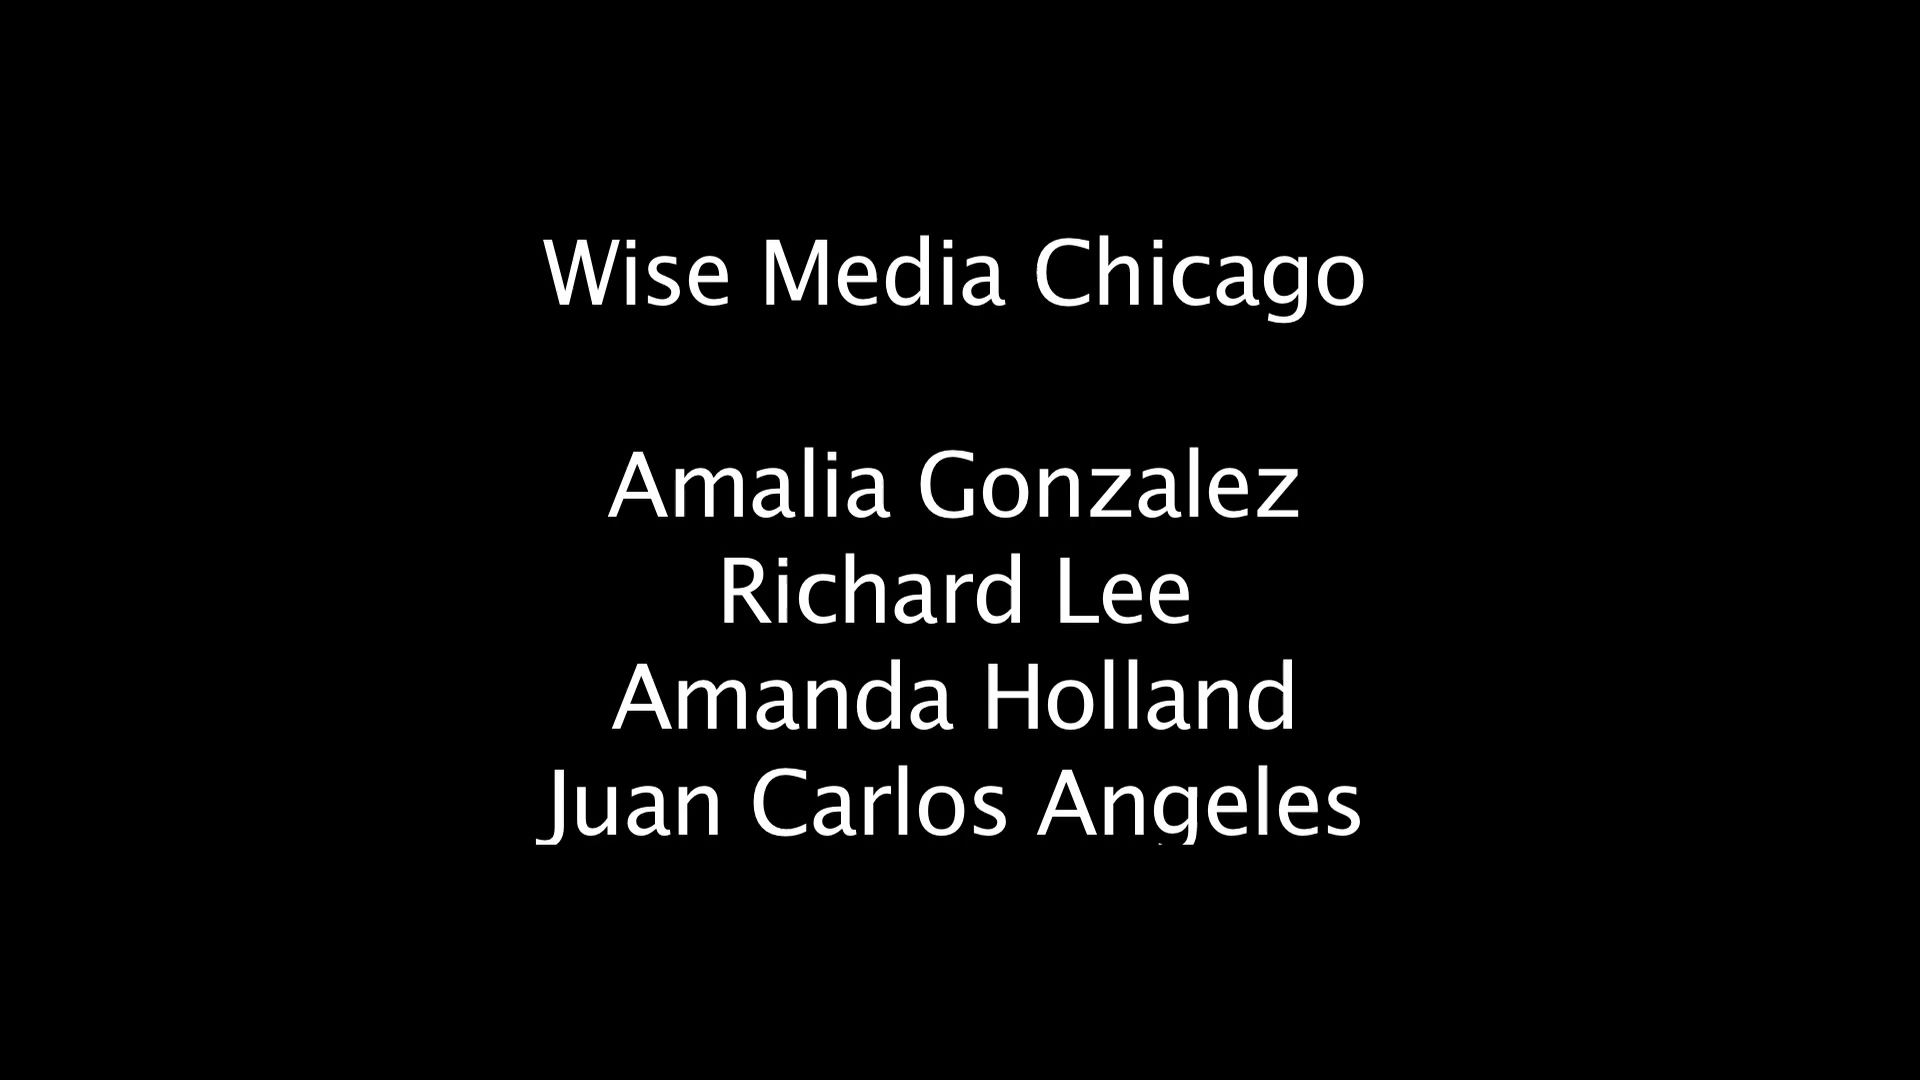 Wise Media Chicago
Amalia Gonzalez
Richard Lee
Amanda Holland
Juan Carlos Angeles